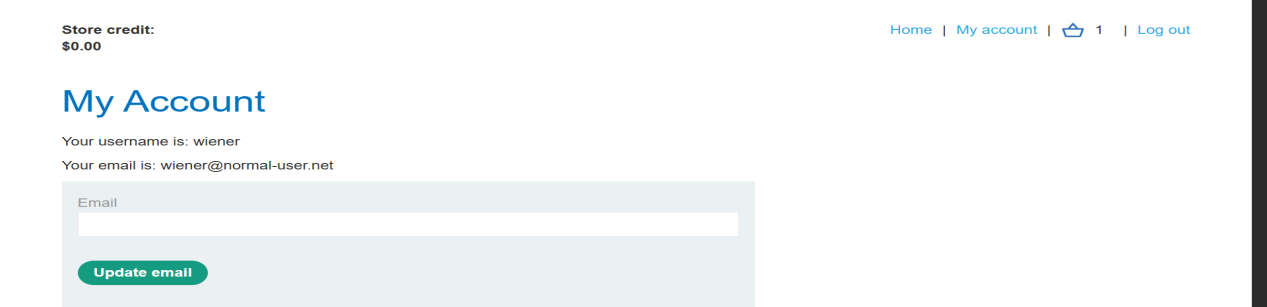 Store credit:
$0.00
Home | My account | 1 | Log out
My Account
Your username is: wiener
Your email is: wiener@normal-user.net
Email
Update email